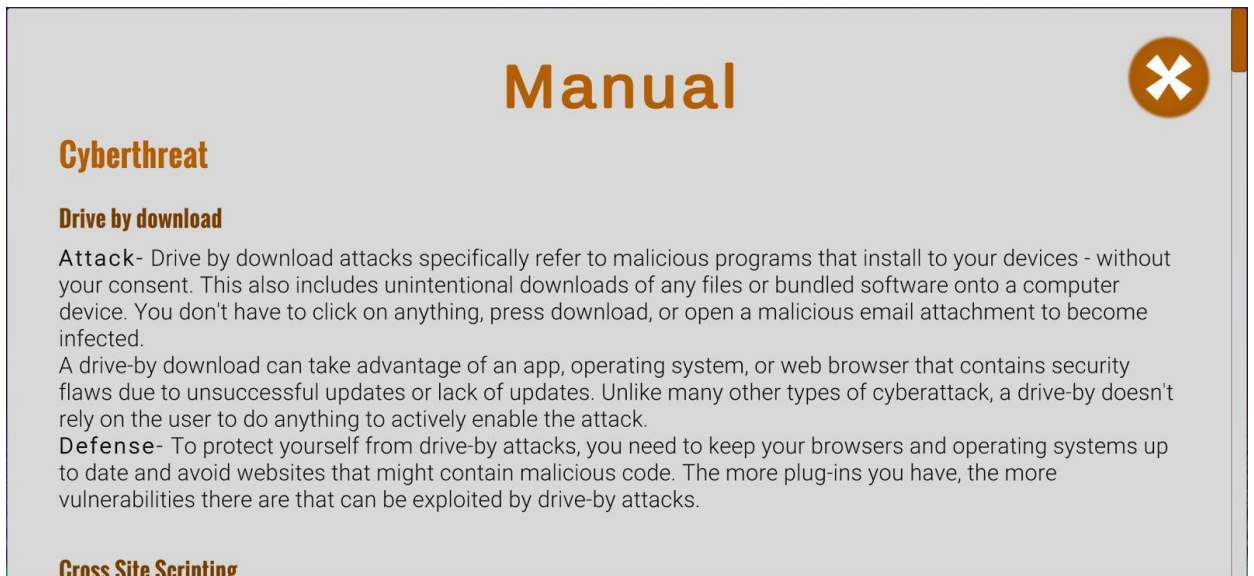 Manual
Cyberthreat
Drive by download
Attack- Drive by download attacks specifically refer to malicious programs that install to your devices - without
your consent. This also includes unintentional downloads of any files or bundled software onto a computer
device. You don't have to click on anything, press download, or open a malicious email attachment to become
infected.
A drive-by download can take advantage of an app, operating system, or web browser that contains security
flaws due to unsuccessful updates or lack of updates. Unlike many other types of cyberattack, a drive-by doesn't
rely on the user to do anything to actively enable the attack.
Defense- To protect yourself from drive-by attacks, you need to keep your browsers and operating systems up
to date and avoid websites that might contain malicious code. The more plug-ins you have, the more
vulnerabilities there are that can be exploited by drive-by attacks.
Cross Site Scripting